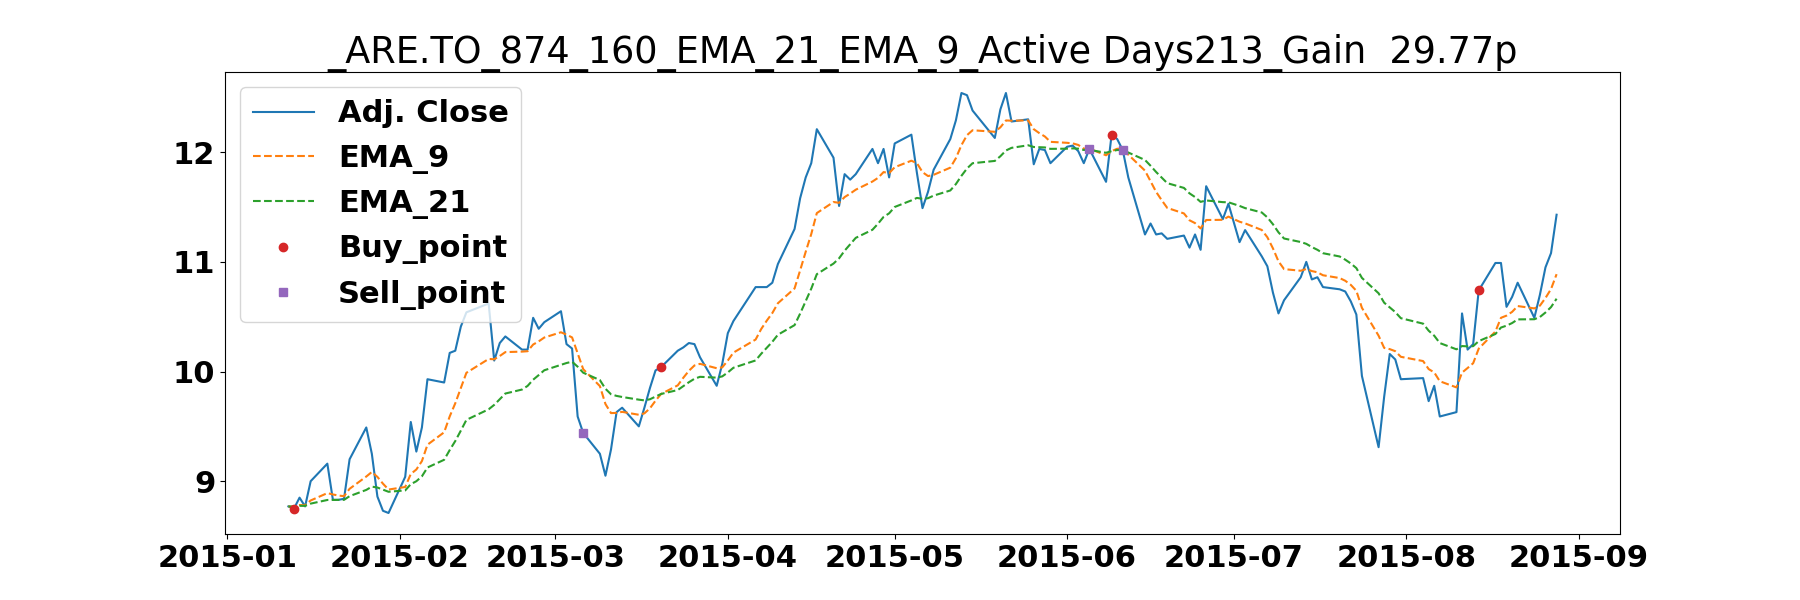 _ARE.TO_874_160_EMA_21_EMA_9_Active Days213_Gain  29.77p
Adj. Close
EMA_9
EMA_21
Buy_point
Sell_point
12
11
10
9
2015-01 2015-02 2015-03 2015-04 2015-05 2015-06 2015-07 2015-08 2015-09